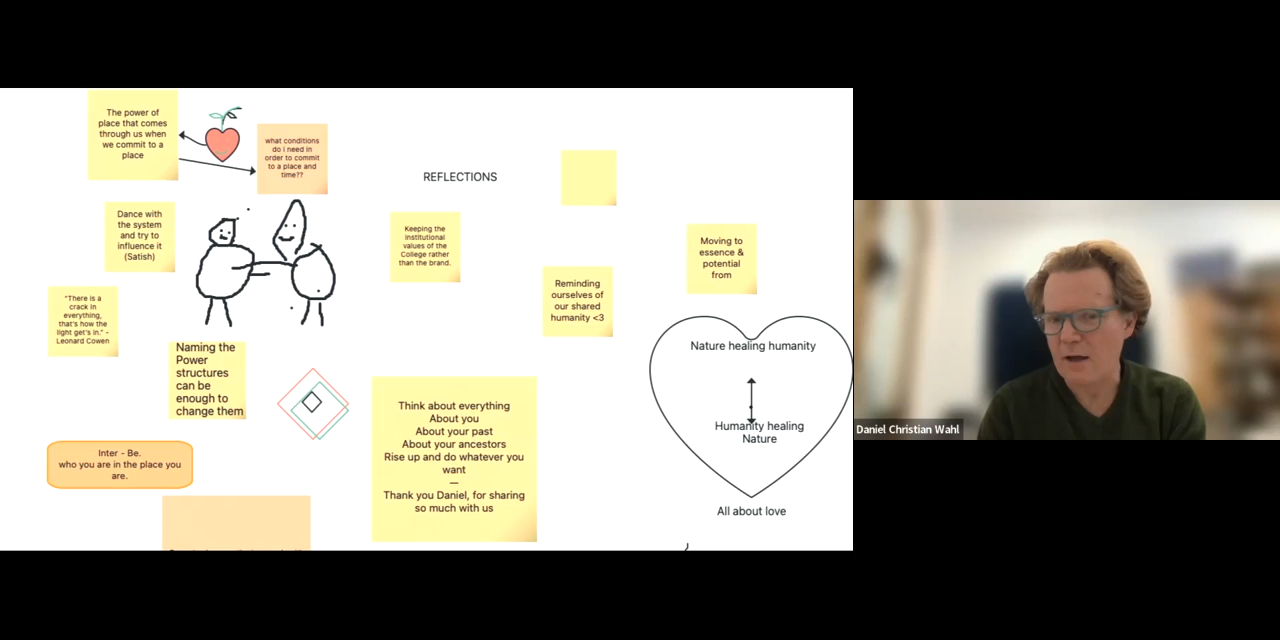 The power of
place that comes
through us when
we commit to a
place
what conditions
do i need in
order to commit
to a place and
time??
REFLECTIONS
Dance with
the system
and try to
influence it
(Satish)
Keeping the
institutional
values of the
College rather
than the brand.
Moving to
essence &
potential
from
Reminding
ourselves of
our shared
humanity <3
"There is a
crack in
everything,
that's how the
light get's in." -
Leonard Cowen
Naming the
Power
structures
can be
enough to
change them
Nature healing humanity
Humanity healing
Nature
All about love
Think about everything
About you
About your past
About your ancestors
Rise up and do whatever you
want
—
Thank you Daniel, for sharing
so much with us
Inter - Be.
who you are in the place you
are.
Daniel Christian Wahl